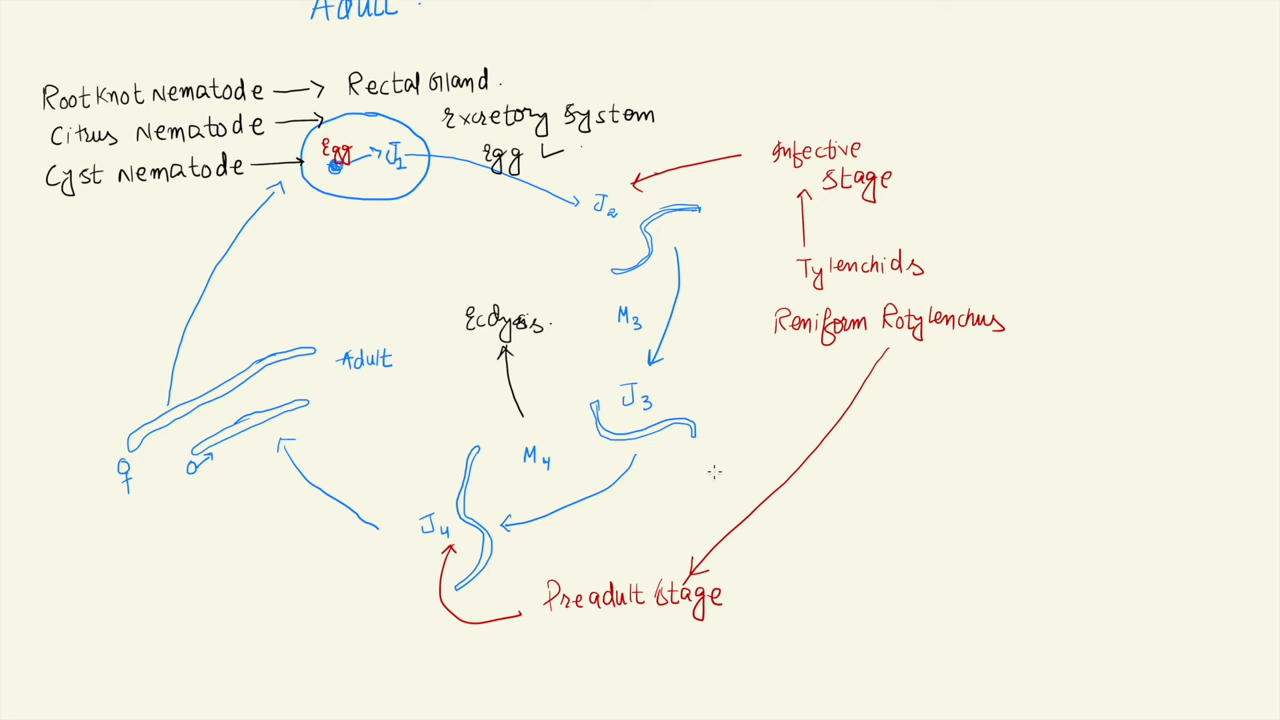 Adult.
Root Knot Nematode → Rectal Gland.
Citrus Nematode → Excretory System
Cyst Nematode → Egg → J1
Egg ✓.
J2
Infective
Stage
Tylenchids
Reniform Rotylenchus
M3
Ecdysis.
Adult
J3
M4
♀ ♂
J4
Preadult Stage